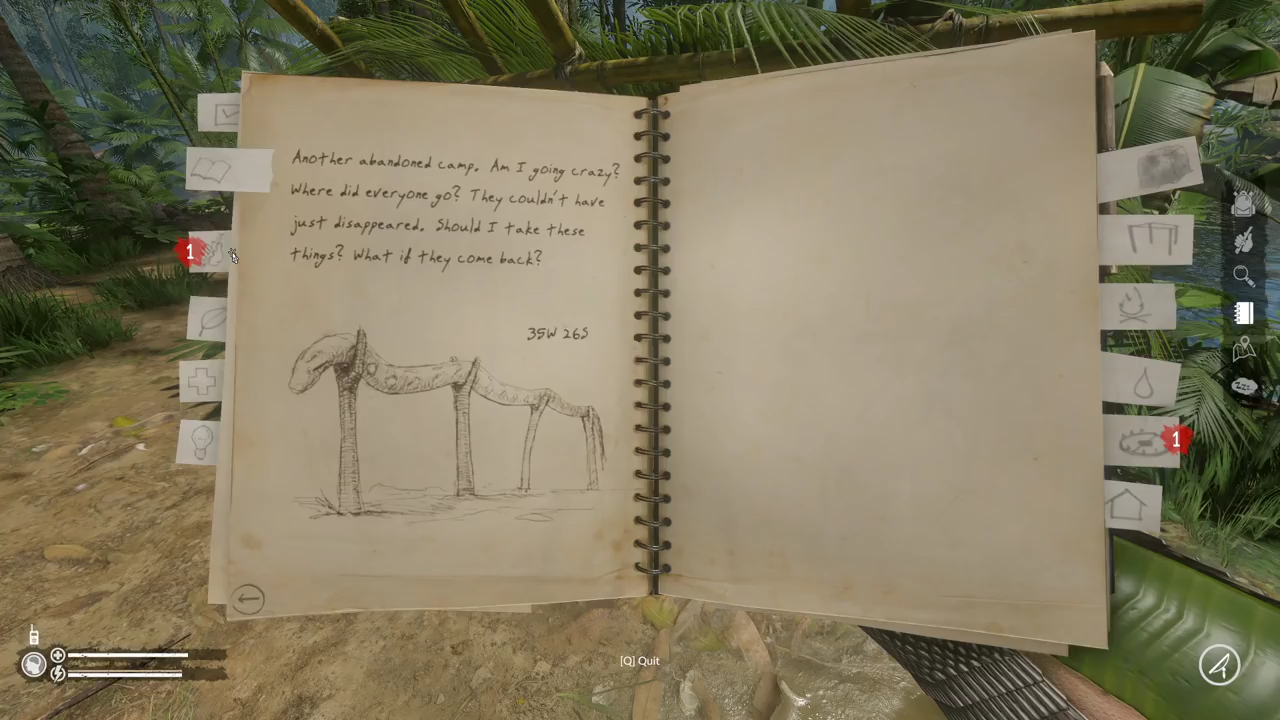 Another abandoned camp. Am I going crazy?
Where did everyone go? They couldn't have
just disappeared. Should I take these
things? What if they come back?
35W 26S
1
1
Zzz
[Q] Quit